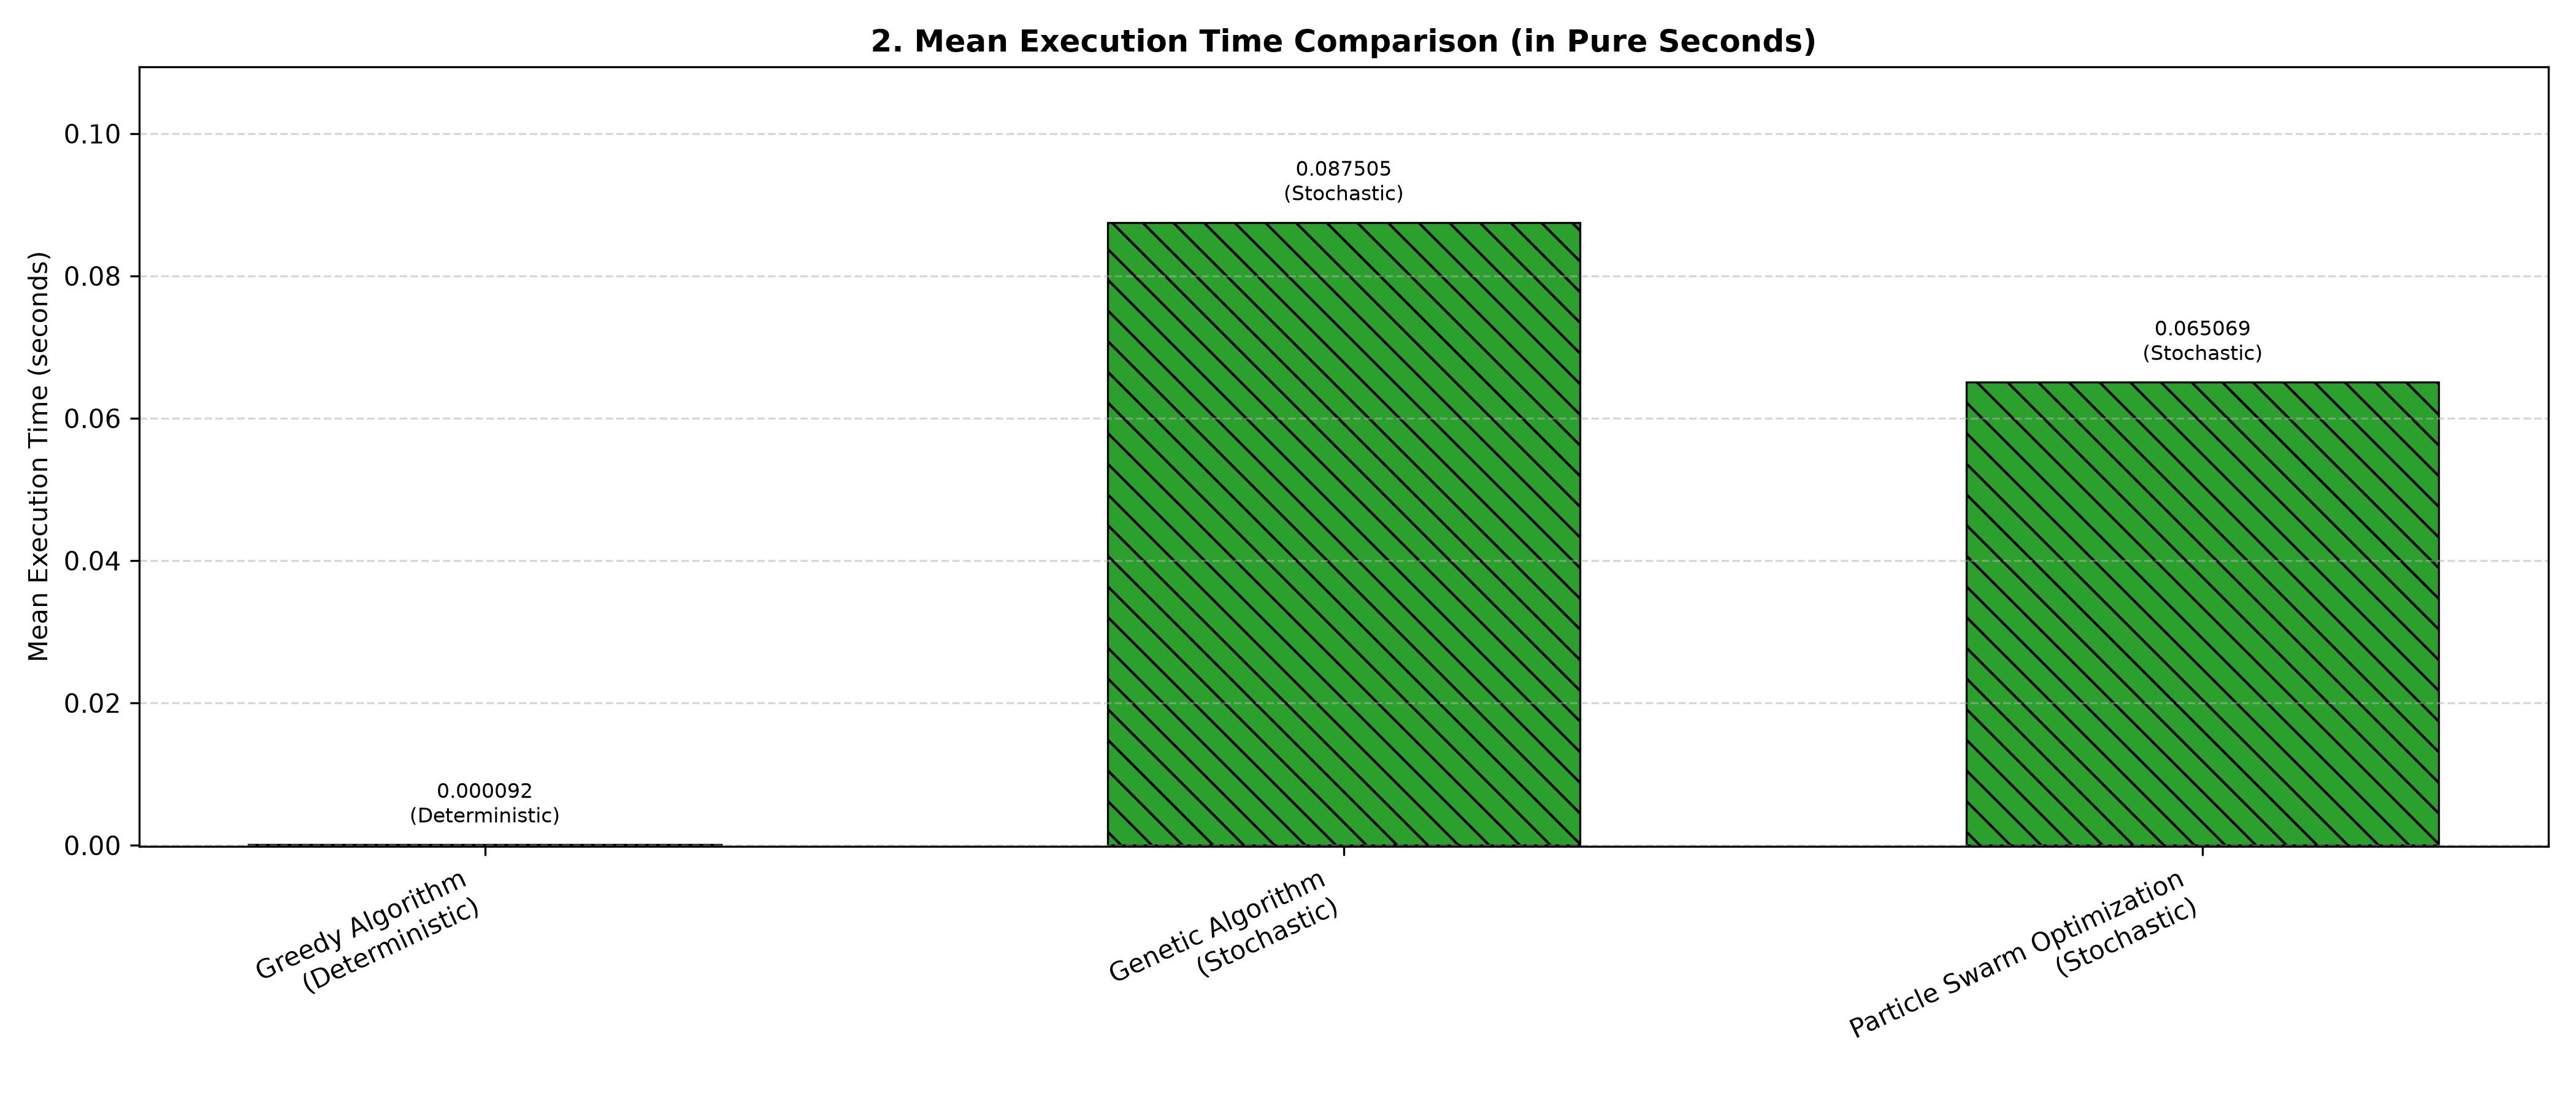 2. Mean Execution Time Comparison (in Pure Seconds)
Mean Execution Time (seconds)
0.10
0.08
0.06
0.04
0.02
0.00
0.000092
(Deterministic)
0.087505
(Stochastic)
0.065069
(Stochastic)
Greedy Algorithm
(Deterministic)
Genetic Algorithm
(Stochastic)
Particle Swarm Optimization
(Stochastic)